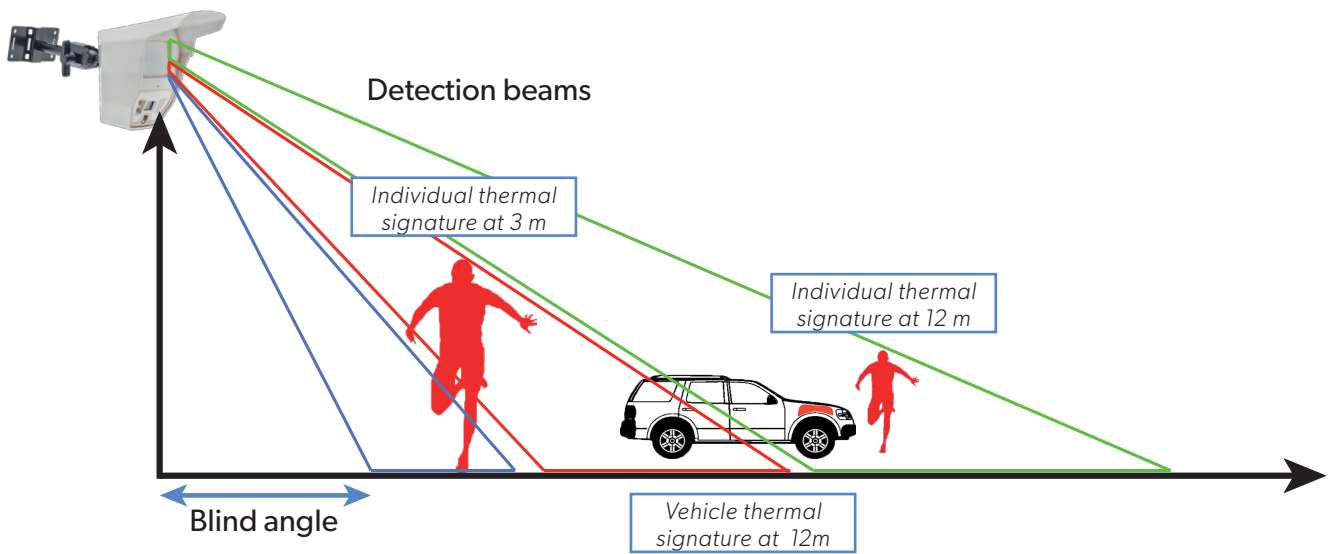 Detection beams
Individual thermal
signature at 3 m
Individual thermal
signature at 12 m
Blind angle
Vehicle thermal
signature at 12m